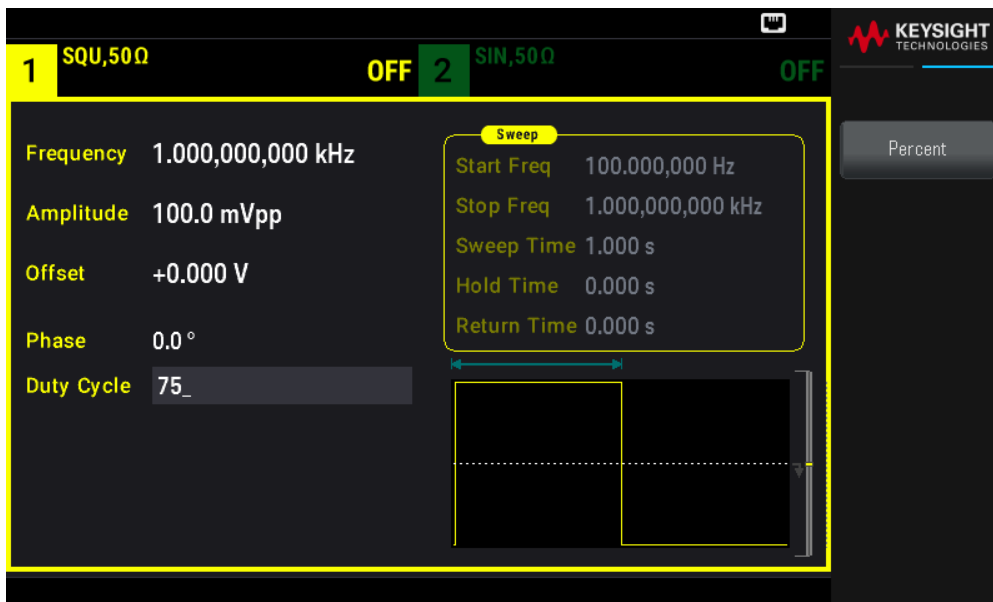 KEYSIGHT
TECHNOLOGIES
1 SQU,50Ω OFF
2 SIN,50Ω OFF
Frequency 1.000,000,000 kHz
Amplitude 100.0 mVpp
Offset +0.000 V
Phase 0.0 °
Duty Cycle 75_
Sweep
Start Freq 100.000,000 Hz
Stop Freq 1.000,000,000 kHz
Sweep Time 1.000 s
Hold Time 0.000 s
Return Time 0.000 s
Percent